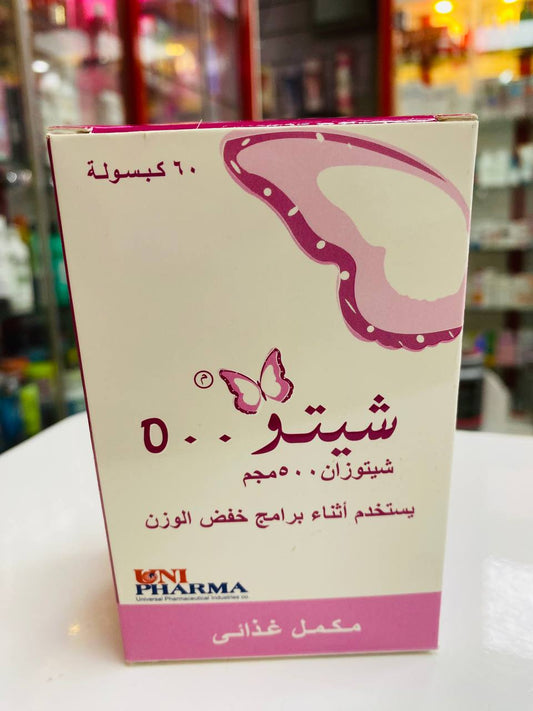 ٦٠ كبسولة
م
شيتو ٥٠٠
شيتوزان ٥٠٠ مجم
يستخدم أثناء برامج خفض الوزن
UNI
PHARMA
Universal Pharmaceutical Industries co.
مكمل غذائى